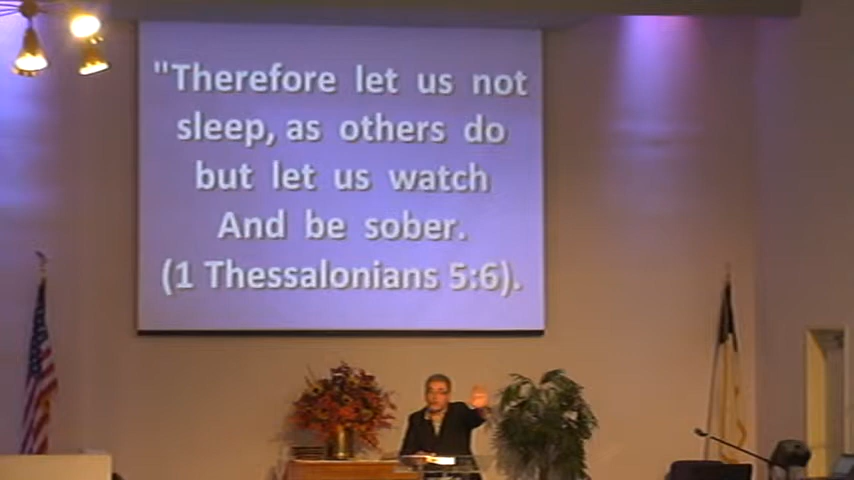 "Therefore let us not
sleep, as others do
but let us watch
And be sober.
(1 Thessalonians 5:6).